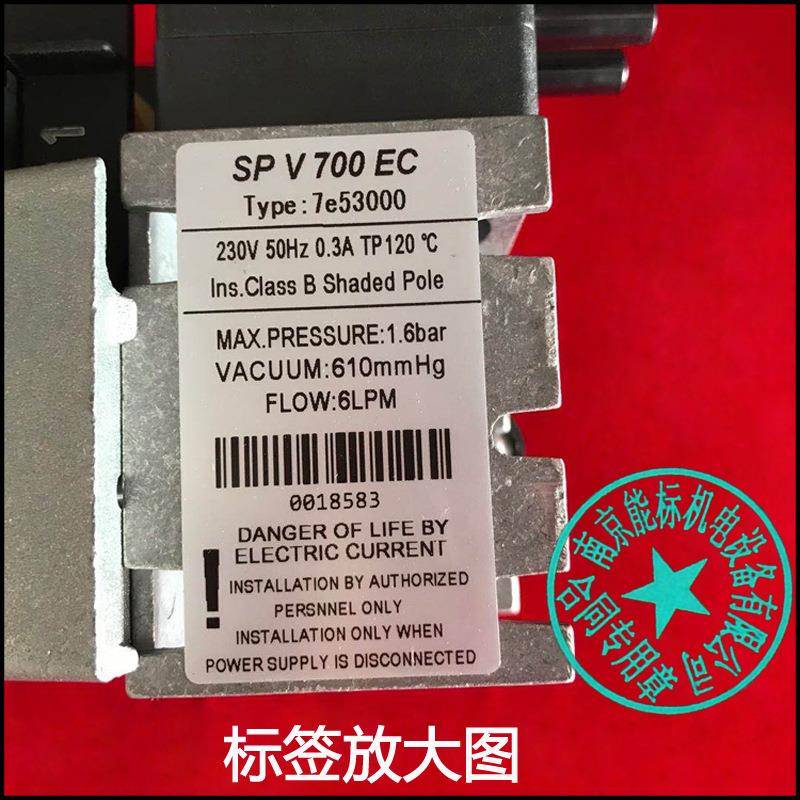 SP V 700 EC
Type:7e53000
230V 50Hz 0.3A TP120 ℃
Ins.Class B Shaded Pole
MAX.PRESSURE:1.6bar
VACUUM:610mmHg
FLOW:6LPM
0018583
DANGER OF LIFE BY
ELECTRIC CURRENT
!
INSTALLATION BY AUTHORIZED
PERSNNEL ONLY
INSTALLATION ONLY WHEN
POWER SUPPLY IS DISCONNECTED
南京能标机电设备有限公司
合同专用章
标签放大图
1